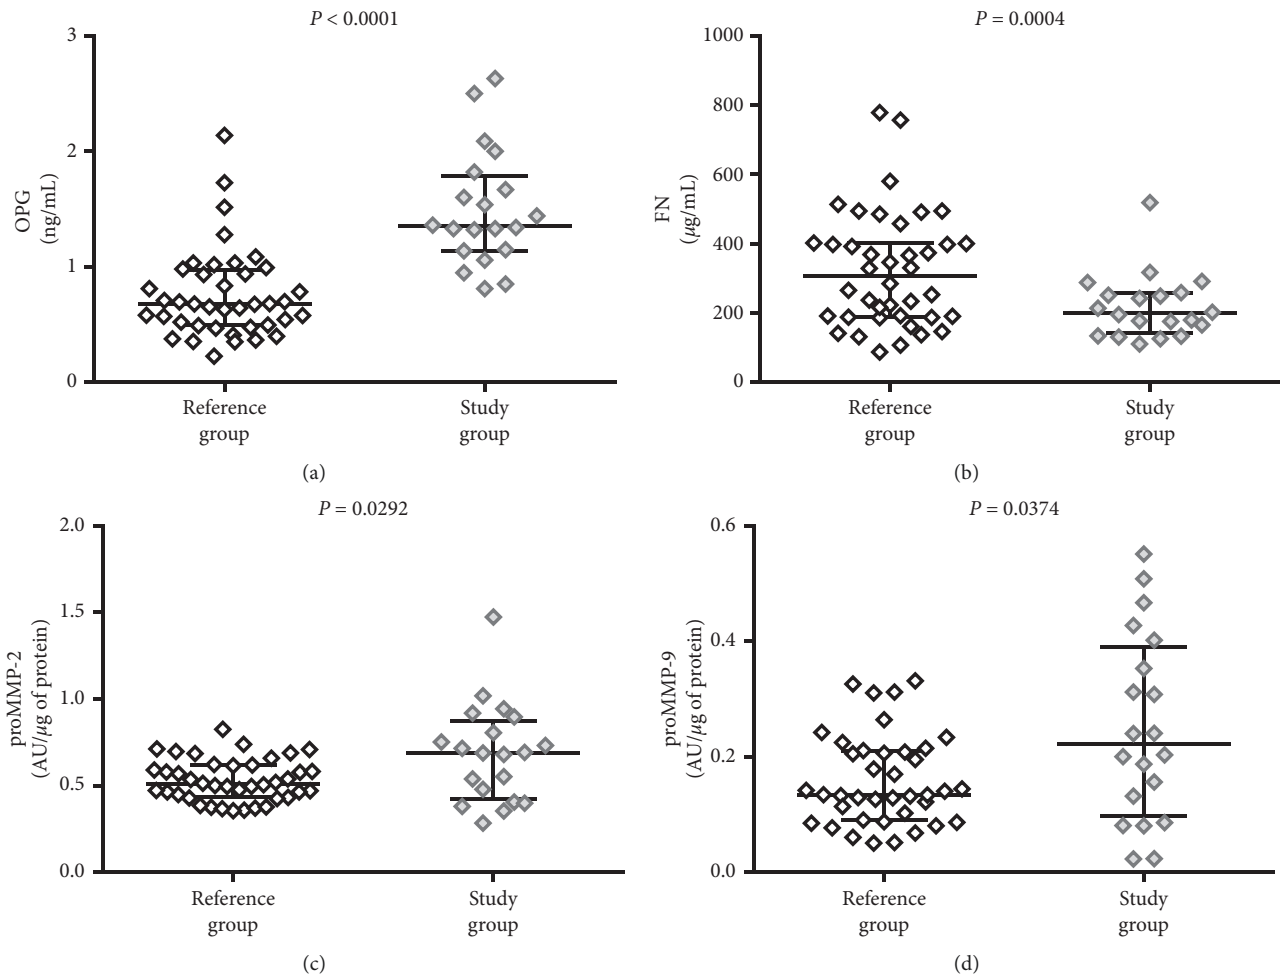 P < 0.0001
3
2
1
0
OPG
(ng/mL)
Reference
group
Study
group
(a)
P = 0.0004
1000
800
600
400
200
0
FN
(μg/mL)
Reference
group
Study
group
(b)
P = 0.0292
2.0
1.5
1.0
0.5
0.0
proMMP-2
(AU/μg of protein)
Reference
group
Study
group
(c)
P = 0.0374
0.6
0.4
0.2
0.0
proMMP-9
(AU/μg of protein)
Reference
group
Study
group
(d)